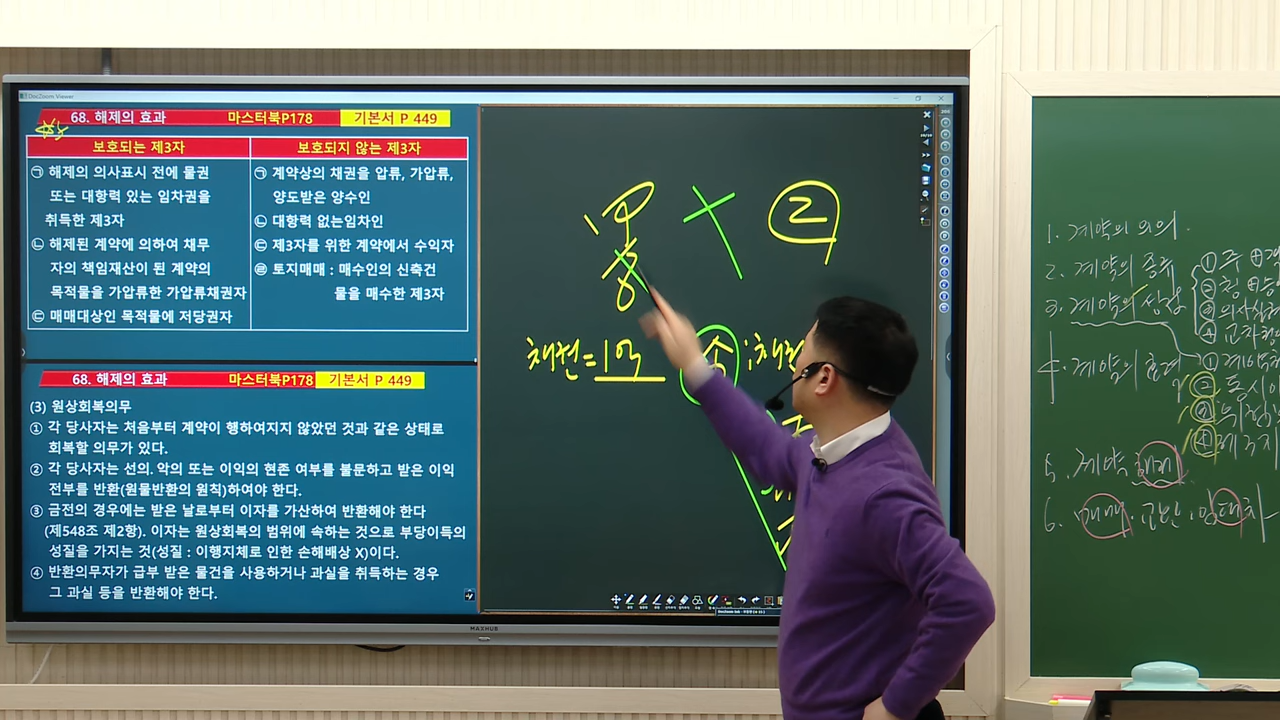 DocZoom Viewer
68. 해제의 효과 마스터북P178 기본서 P 449
보호되는 제3자
㉠ 해제의 의사표시 전에 물권
또는 대항력 있는 임차권을
취득한 제3자
㉡ 해제된 계약에 의하여 채무
자의 책임재산이 된 계약의
목적물을 가압류한 가압류채권자
㉢ 매매대상인 목적물에 저당권자
보호되지 않는 제3자
㉠ 계약상의 채권을 압류, 가압류,
양도받은 양수인
㉡ 대항력 없는임차인
㉢ 제3자를 위한 계약에서 수익자
㉣ 토지매매 : 매수인의 신축건
물을 매수한 제3자
68. 해제의 효과 마스터북P178 기본서 P 449
(3) 원상회복의무
① 각 당사자는 처음부터 계약이 행하여지지 않았던 것과 같은 상태로
회복할 의무가 있다.
② 각 당사자는 선의, 악의 또는 이익의 현존 여부를 불문하고 받은 이익
전부를 반환(원물반환의 원칙)하여야 한다.
③ 금전의 경우에는 받은 날로부터 이자를 가산하여 반환해야 한다
(제548조 제2항). 이자는 원상회복의 범위에 속하는 것으로 부당이득의
성질을 가지는 것(성질 : 이행지체로 인한 손해배상 X)이다.
④ 반환의무자가 급부 받은 물건을 사용하거나 과실을 취득하는 경우
그 과실 등을 반환해야 한다.
甲 乙
채권=1억
MAXHUB
1. 계약의 의의
2. 계약의 종류
3. 계약의 성립
4. 계약의 효력
5. 계약 해제
6. 매매·교환·임대차